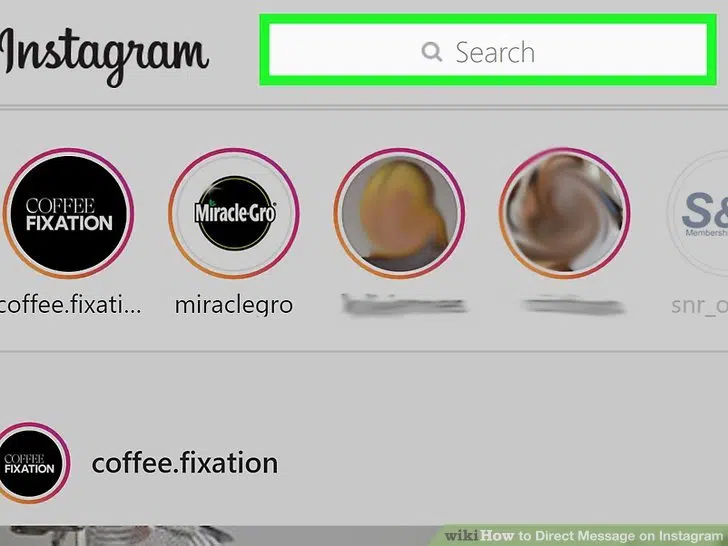 Instagram
Search
COFFEE
FIXATION
Miracle-Gro
S&
Membersh
coffee.fixati...
miraclegro
snr_o
COFFEE
FIXATION
coffee.fixation
wikiHow to Direct Message on Instagram